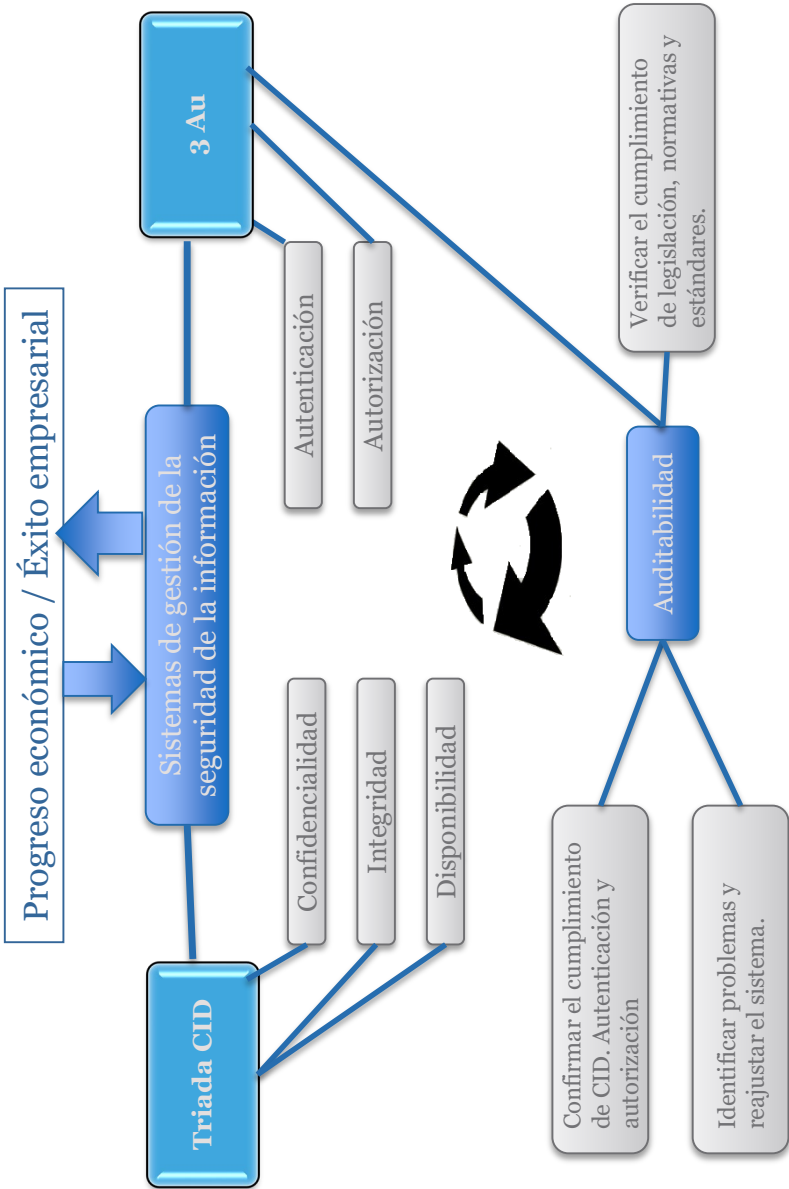 Progreso económico / Éxito empresarial
Sistemas de gestión de la
seguridad de la información
Triada CID
3 Au
Confidencialidad
Integridad
Disponibilidad
Autenticación
Autorización
Auditabilidad
Confirmar el cumplimiento
de CID. Autenticación y
autorización
Identificar problemas y
reajustar el sistema.
Verificar el cumplimiento
de legislación, normativas y
estándares.